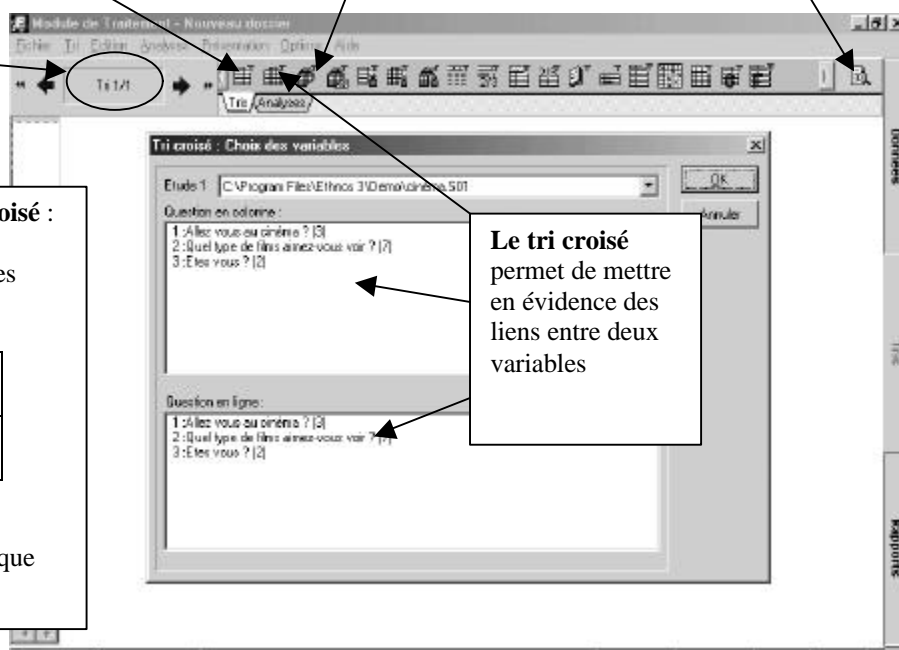 Module de Traitement - Nouveau dossier
Fichier Tri Edition Analyse Présentation Options Aide
Tri 1/1
Tris Analyses
Données
Tri croisé : Choix des variables
Etude 1 C:\Program Files\Ethnos 3\Demo\cinéma.S01
OK
Annuler
Question en colonne :
1 :Allez vous au cinéma ? [3]
2 :Quel type de films aimez-vous voir ? [7]
3 :Etes vous ? [2]
oisé :
es
que
Le tri croisé
permet de mettre
en évidence des
liens entre deux
variables
Question en ligne :
1 :Allez vous au cinéma ? [3]
2 :Quel type de films aimez-vous voir ? [7]
3 :Etes vous ? [2]
Rapports